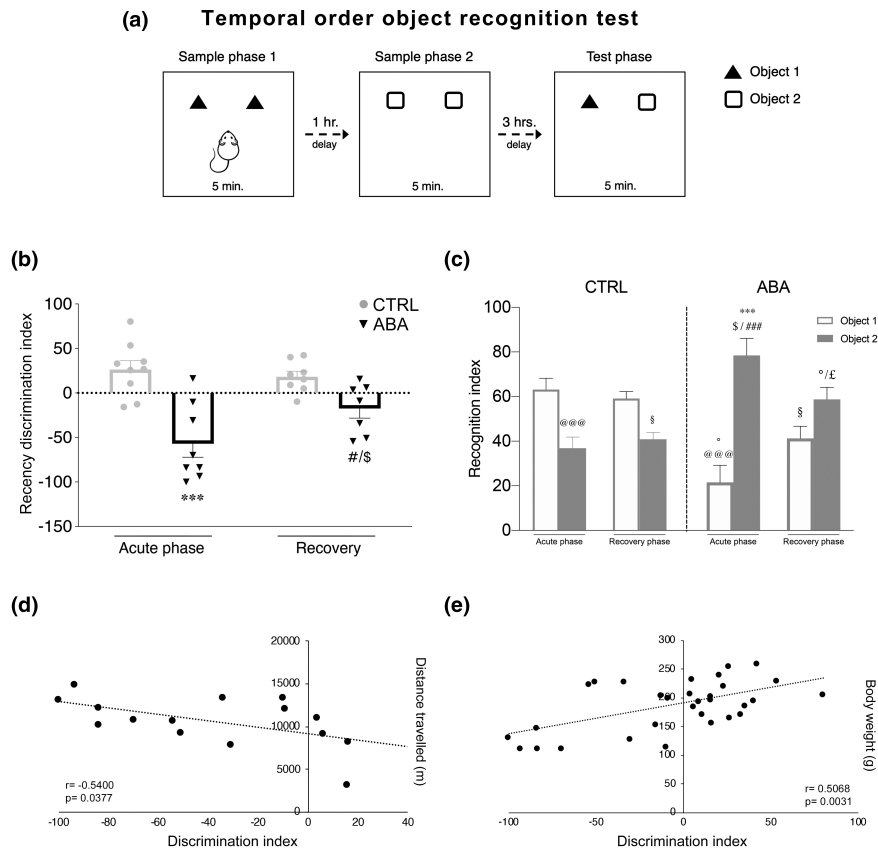 (a) Temporal order object recognition test
Sample phase 1
Sample phase 2
Test phase
Object 1
Object 2
1 hr.
delay
3 hrs.
delay
5 min.
5 min.
5 min.
(b)
100
50
0
-50
-100
-150
Recency discrimination index
CTRL
ABA
***
#/$
Acute phase
Recovery
(c)
CTRL
ABA
100
80
60
40
20
0
Recognition index
Object 1
Object 2
@@@
§
°
@@@
***
$ / ###
§
°/£
Acute phase
Recovery phase
Acute phase
Recovery phase
(d)
20000
15000
10000
5000
0
Distance travelled (m)
r= -0.5400
p= 0.0377
-100
-80
-60
-40
-20
0
20
40
Discrimination index
(e)
300
250
200
150
100
50
0
Body weight (g)
r= 0.5068
p= 0.0031
-100
-50
0
50
100
Discrimination index